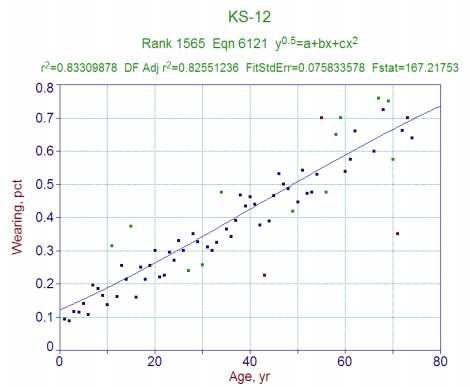 KS-12
Rank 1565 Eqn 6121 y^0.5=a+bx+cx^2
r^2=0.83309878 DF Adj r^2=0.82551236 FitStdErr=0.075833578 Fstat=167.21753
0.8
0.7
0.6
0.5
0.4
0.3
0.2
0.1
0
Wearing, pct
0 20 40 60 80
Age, yr